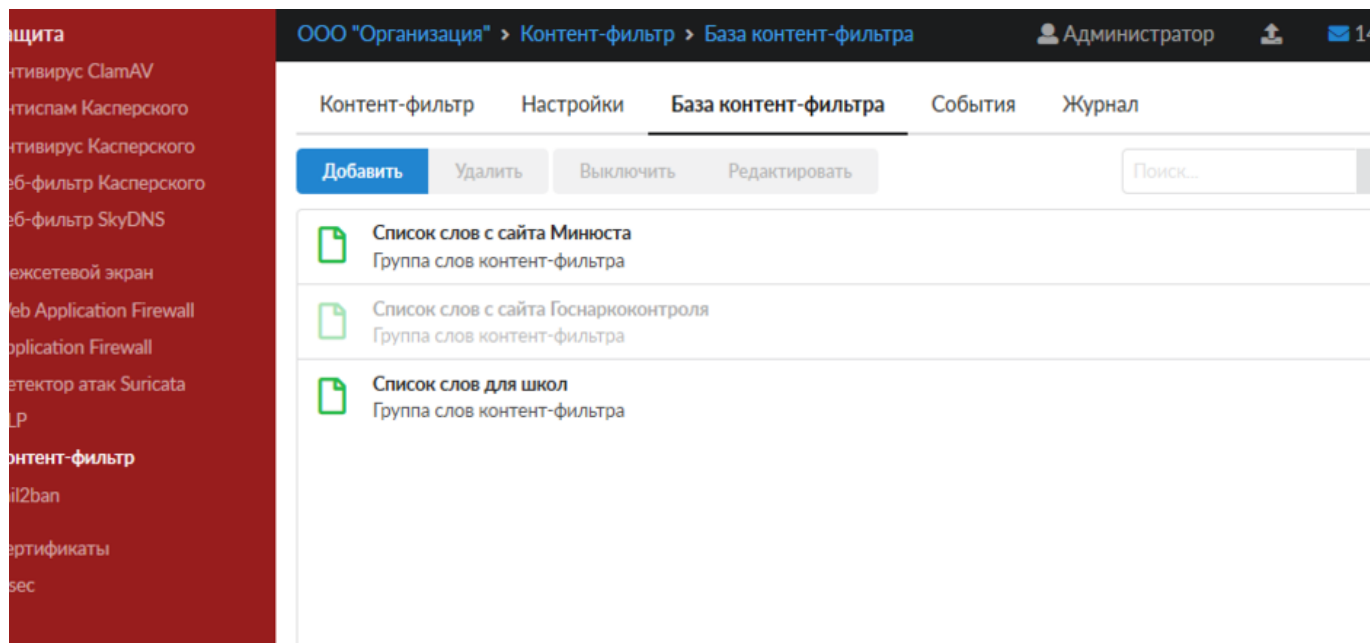 ащита
нтивирус ClamAV
нтиспам Касперского
нтивирус Касперского
еб-фильтр Касперского
еб-фильтр SkyDNS
ежсетевой экран
eb Application Firewall
pplication Firewall
етектор атак Suricata
LP
онтент-фильтр
il2ban
ертификаты
sec
ООО "Организация" › Контент-фильтр › База контент-фильтра Администратор 14
Контент-фильтр Настройки База контент-фильтра События Журнал
Добавить Удалить Выключить Редактировать Поиск...
Список слов с сайта Минюста
Группа слов контент-фильтра
Список слов с сайта Госнаркоконтроля
Группа слов контент-фильтра
Список слов для школ
Группа слов контент-фильтра